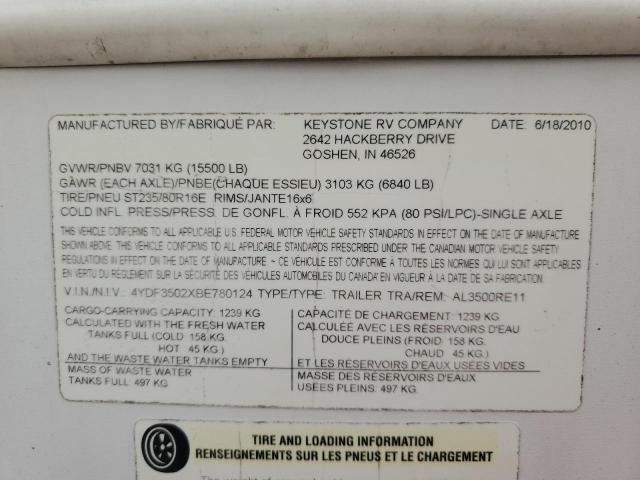 MANUFACTURED BY/FABRIQUÉ PAR: KEYSTONE RV COMPANY DATE: 6/18/2010
2642 HACKBERRY DRIVE
GOSHEN, IN 46526
GVWR/PNBV 7031 KG (15500 LB)
GAWR (EACH AXLE)/PNBE(CHAQUE ESSIEU) 3103 KG (6840 LB)
TIRE/PNEU ST235/80R16E RIMS/JANTE16x6
COLD INFL. PRESS/PRESS. DE GONFL. À FROID 552 KPA (80 PSI/LPC)-SINGLE AXLE
THIS VEHICLE CONFORMS TO ALL APPLICABLE U.S. FEDERAL MOTOR VEHICLE SAFETY STANDARDS IN EFFECT ON THE DATE OF MANUFACTURE
SHOWN ABOVE. THIS VEHICLE CONFORMS TO ALL APPLICABLE STANDARDS PRESCRIBED UNDER THE CANADIAN MOTOR VEHICLE SAFETY
REGULATIONS IN EFFECT ON THE DATE OF MANUFACTURE ~ CE VÉHICULE EST CONFORME À TOUTES LES NORMES QUI LUI SONT APPLICABLES
EN VERTU DU RÈGLEMENT SUR LA SÉCURITÉ DES VÉHICULES AUTOMOBILES DU CANADA EN VIGUEUR À LA DATE DE SA FABRICATION.
V.I.N./N.I.V.: 4YDF3502XBE780124 TYPE/TYPE: TRAILER TRA/REM: AL3500RE11
CARGO-CARRYING CAPACITY: 1239 KG
CALCULATED WITH THE FRESH WATER
TANKS FULL (COLD 158 KG
HOT 45 KG.)
AND THE WASTE WATER TANKS EMPTY
MASS OF WASTE WATER
TANKS FULL: 497 KG
CAPACITÉ DE CHARGEMENT: 1239 KG
CALCULÉE AVEC LES RÉSERVOIRS D'EAU
DOUCE PLEINS (FROID: 158 KG
CHAUD 45 KG.)
ET LES RÉSERVOIRS D'EAUX USÉES VIDES
MASSE DES RÉSERVOIRS D'EAUX
USÉES PLEINS: 497 KG.
TIRE AND LOADING INFORMATION
RENSEIGNEMENTS SUR LES PNEUS ET LE CHARGEMENT